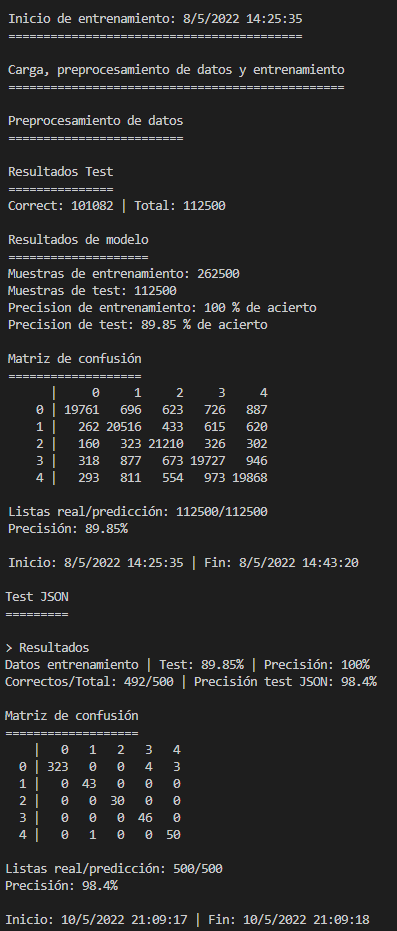 Inicio de entrenamiento: 8/5/2022 14:25:35
==========================================
Carga, preprocesamiento de datos y entrenamiento
================================================
Preprocesamiento de datos
=========================
Resultados Test
===============
Correct: 101082 | Total: 112500
Resultados de modelo
====================
Muestras de entrenamiento: 262500
Muestras de test: 112500
Precision de entrenamiento: 100 % de acierto
Precision de test: 89.85 % de acierto
Matriz de confusión
===================
| 0 1 2 3 4
0 | 19761 696 623 726 887
1 | 262 20516 433 615 620
2 | 160 323 21210 326 302
3 | 318 877 673 19727 946
4 | 293 811 554 973 19868
Listas real/predicción: 112500/112500
Precisión: 89.85%
Inicio: 8/5/2022 14:25:35 | Fin: 8/5/2022 14:43:20
Test JSON
=========
> Resultados
Datos entrenamiento | Test: 89.85% | Precisión: 100%
Correctos/Total: 492/500 | Precisión test JSON: 98.4%
Matriz de confusión
===================
| 0 1 2 3 4
0 | 323 0 0 4 3
1 | 0 43 0 0 0
2 | 0 0 30 0 0
3 | 0 0 0 46 0
4 | 0 1 0 0 50
Listas real/predicción: 500/500
Precisión: 98.4%
Inicio: 10/5/2022 21:09:17 | Fin: 10/5/2022 21:09:18